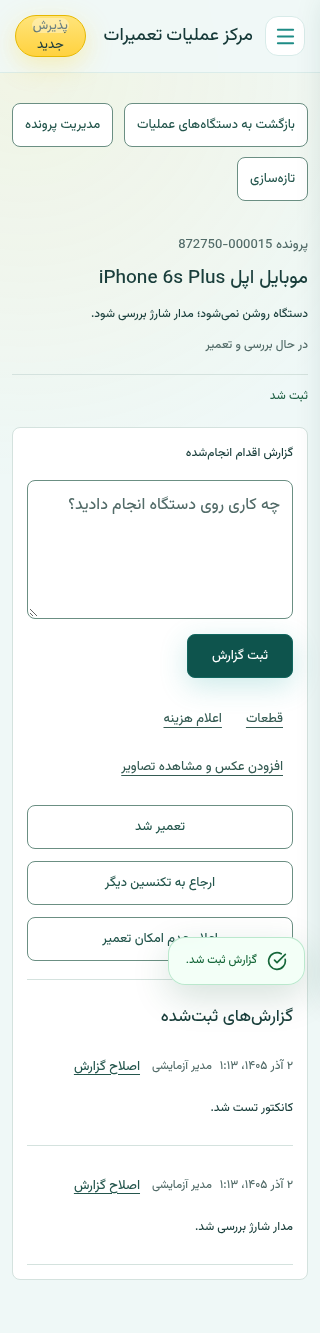 مرکز عملیات تعمیرات
پذیرش
جدید
بازگشت به دستگاه‌های عملیات
مدیریت پرونده
تازه‌سازی
پرونده 000015-872750
موبایل اپل iPhone 6s Plus
دستگاه روشن نمی‌شود؛ مدار شارژ بررسی شود.
در حال بررسی و تعمیر
ثبت شد
گزارش اقدام انجام‌شده
چه کاری روی دستگاه انجام دادید؟
ثبت گزارش
قطعات
اعلام هزینه
افزودن عکس و مشاهده تصاویر
تعمیر شد
ارجاع به تکنسین دیگر
امکان تعمیر
گزارش ثبت شد.
گزارش‌های ثبت‌شده
۲ آذر ۱۴۰۵، ۱:۱۳ مدیر آزمایشی اصلاح گزارش
کانکتور تست شد.
۲ آذر ۱۴۰۵، ۱:۱۳ مدیر آزمایشی اصلاح گزارش
مدار شارژ بررسی شد.